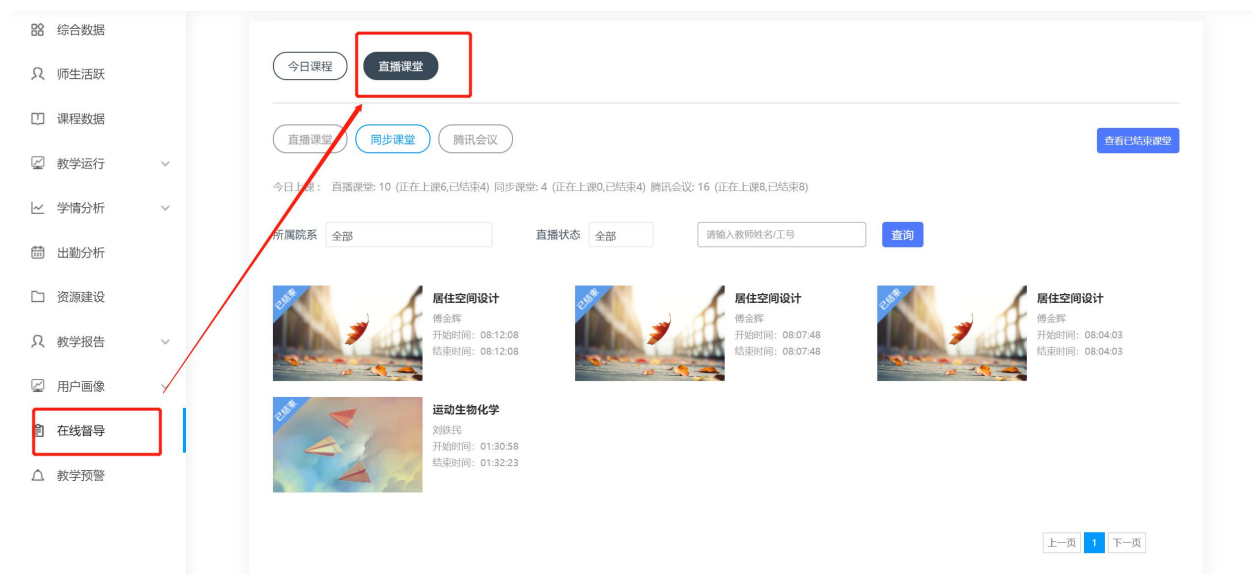 综合数据
师生活跃
课程数据
教学运行
学情分析
出勤分析
资源建设
教学报告
用户画像
在线督导
教学预警
今日课程 直播课堂
直播课堂 同步课堂 腾讯会议 查看已结束课堂
今日上课： 直播课堂: 10 (正在上课6,已结束4) 同步课堂: 4 (正在上课0,已结束4) 腾讯会议: 16 (正在上课8,已结束8)
所属院系 全部 直播状态 全部 请输入教师姓名/工号 查询
已结束
居住空间设计
傅金辉
开始时间：08:12:08
结束时间：08:12:08
已结束
居住空间设计
傅金辉
开始时间：08:07:48
结束时间：08:07:48
已结束
居住空间设计
傅金辉
开始时间：08:04:03
结束时间：08:04:03
已结束
运动生物化学
刘铁民
开始时间：01:30:58
结束时间：01:32:23
上一页 1 下一页